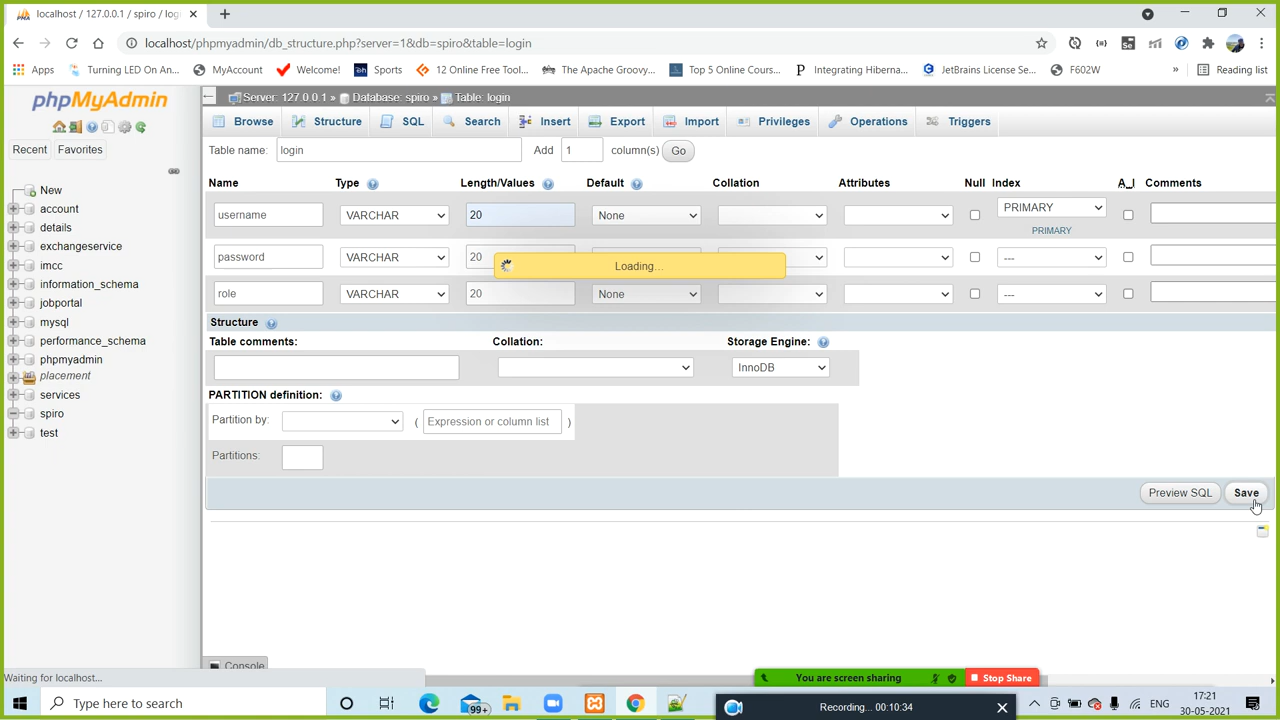 localhost / 127.0.0.1 / spiro / log
localhost/phpmyadmin/db_structure.php?server=1&db=spiro&table=login
Apps
Turning LED On An...
MyAccount
Welcome!
Sports
12 Online Free Tool...
The Apache Groovy...
Top 5 Online Cours...
Integrating Hiberna...
JetBrains License Se...
F602W
»
Reading list
phpMyAdmin
Recent
Favorites
New
account
details
exchangeservice
imcc
information_schema
jobportal
mysql
performance_schema
phpmyadmin
placement
services
spiro
test
Server: 127.0.0.1 » Database: spiro » Table: login
Browse Structure SQL Search Insert Export Import Privileges Operations Triggers
Table name: login Add 1 column(s) Go
Name Type Length/Values Default Collation Attributes Null Index A_I Comments
username VARCHAR 20 None PRIMARY
PRIMARY
password VARCHAR 20 ---
Loading...
role VARCHAR 20 None ---
Structure
Table comments: Collation: Storage Engine:
InnoDB
PARTITION definition:
Partition by: ( Expression or column list )
Partitions:
Preview SQL Save
Console
Waiting for localhost...
You are screen sharing Stop Share
Type here to search
99+
Recording... 00:10:34
ENG
17:21
30-05-2021